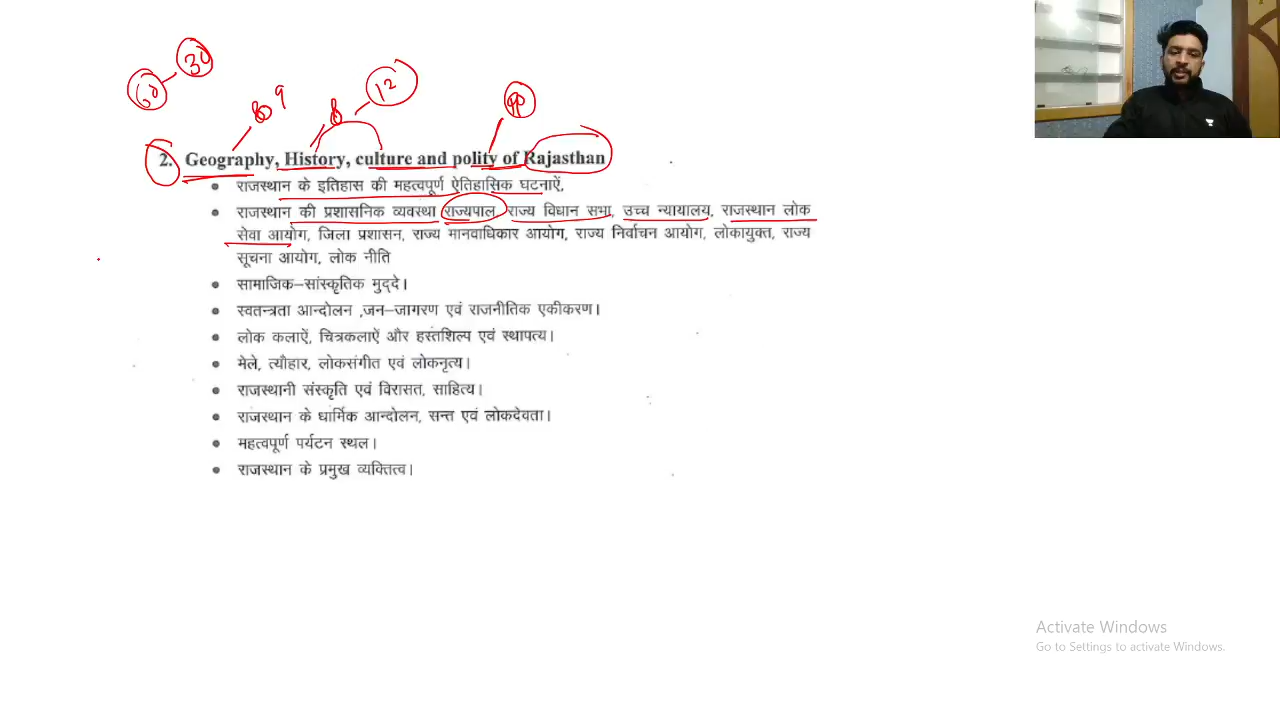 30
60
9
8
12
2. Geography, History, culture and polity of Rajasthan
• राजस्थान के इतिहास की महत्वपूर्ण ऐतिहासिक घटनाऐं,
• राजस्थान की प्रशासनिक व्यवस्था राज्यपाल, राज्य विधान सभा, उच्च न्यायालय, राजस्थान लोक
सेवा आयोग, जिला प्रशासन, राज्य मानवाधिकार आयोग, राज्य निर्वाचन आयोग, लोकायुक्त, राज्य
सूचना आयोग, लोक नीति
• सामाजिक–सांस्कृतिक मुद्दे।
• स्वतन्त्रता आन्दोलन ,जन–जागरण एवं राजनीतिक एकीकरण।
• लोक कलाऐं, चित्रकलाऐं और हस्तशिल्प एवं स्थापत्य।
• मेले, त्यौहार, लोकसंगीत एवं लोकनृत्य।
• राजस्थानी संस्कृति एवं विरासत, साहित्य।
• राजस्थान के धार्मिक आन्दोलन, सन्त एवं लोकदेवता।
• महत्वपूर्ण पर्यटन स्थल।
• राजस्थान के प्रमुख व्यक्तित्व।
Activate Windows
Go to Settings to activate Windows.